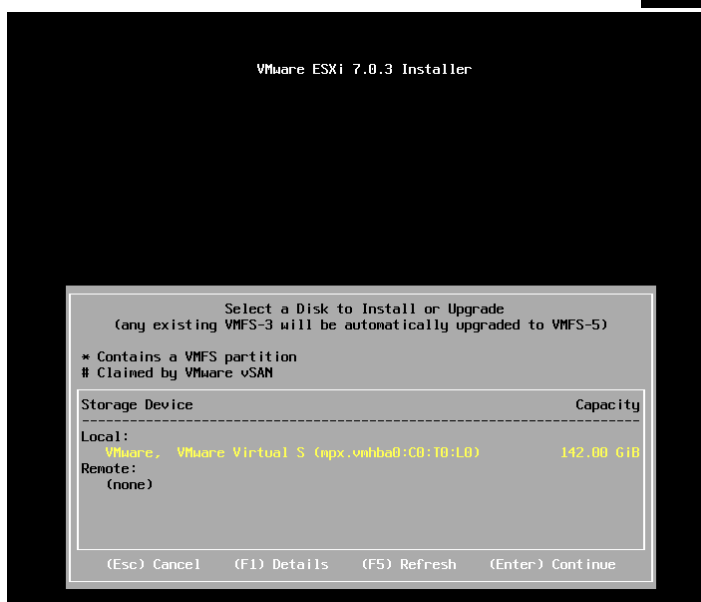 VMware ESXi 7.0.3 Installer
Select a Disk to Install or Upgrade
(any existing VMFS-3 will be automatically upgraded to VMFS-5)
* Contains a VMFS partition
# Claimed by VMware vSAN
Storage Device Capacity
--------------------------------------------------------------------------------
Local:
VMware, VMware Virtual S (mpx.vmhba0:C0:T0:L0) 142.00 GiB
Remote:
(none)
(Esc) Cancel (F1) Details (F5) Refresh (Enter) Continue